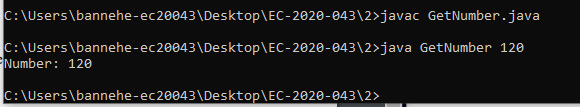 C:\Users\bannehe-ec20043\Desktop\EC-2020-043\2>javac GetNumber.java
C:\Users\bannehe-ec20043\Desktop\EC-2020-043\2>java GetNumber 120
Number: 120
C:\Users\bannehe-ec20043\Desktop\EC-2020-043\2>